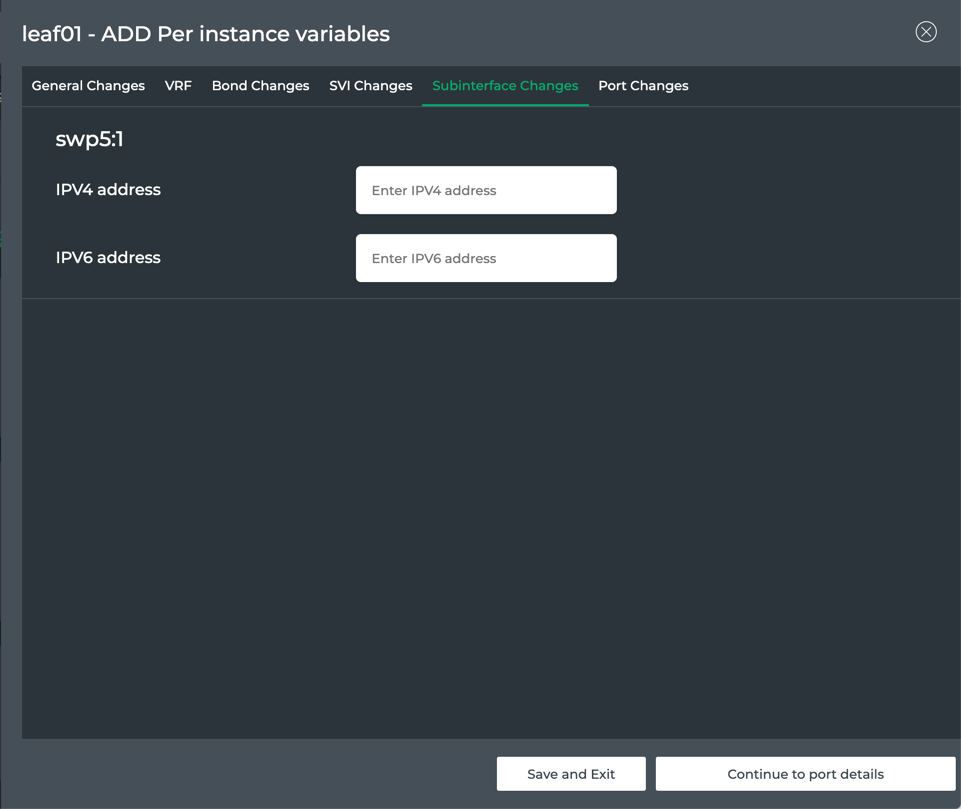 leaf01 - ADD Per instance variables
General Changes VRF Bond Changes SVI Changes Subinterface Changes Port Changes
swp5:1
IPV4 address Enter IPV4 address
IPV6 address Enter IPV6 address
Save and Exit Continue to port details